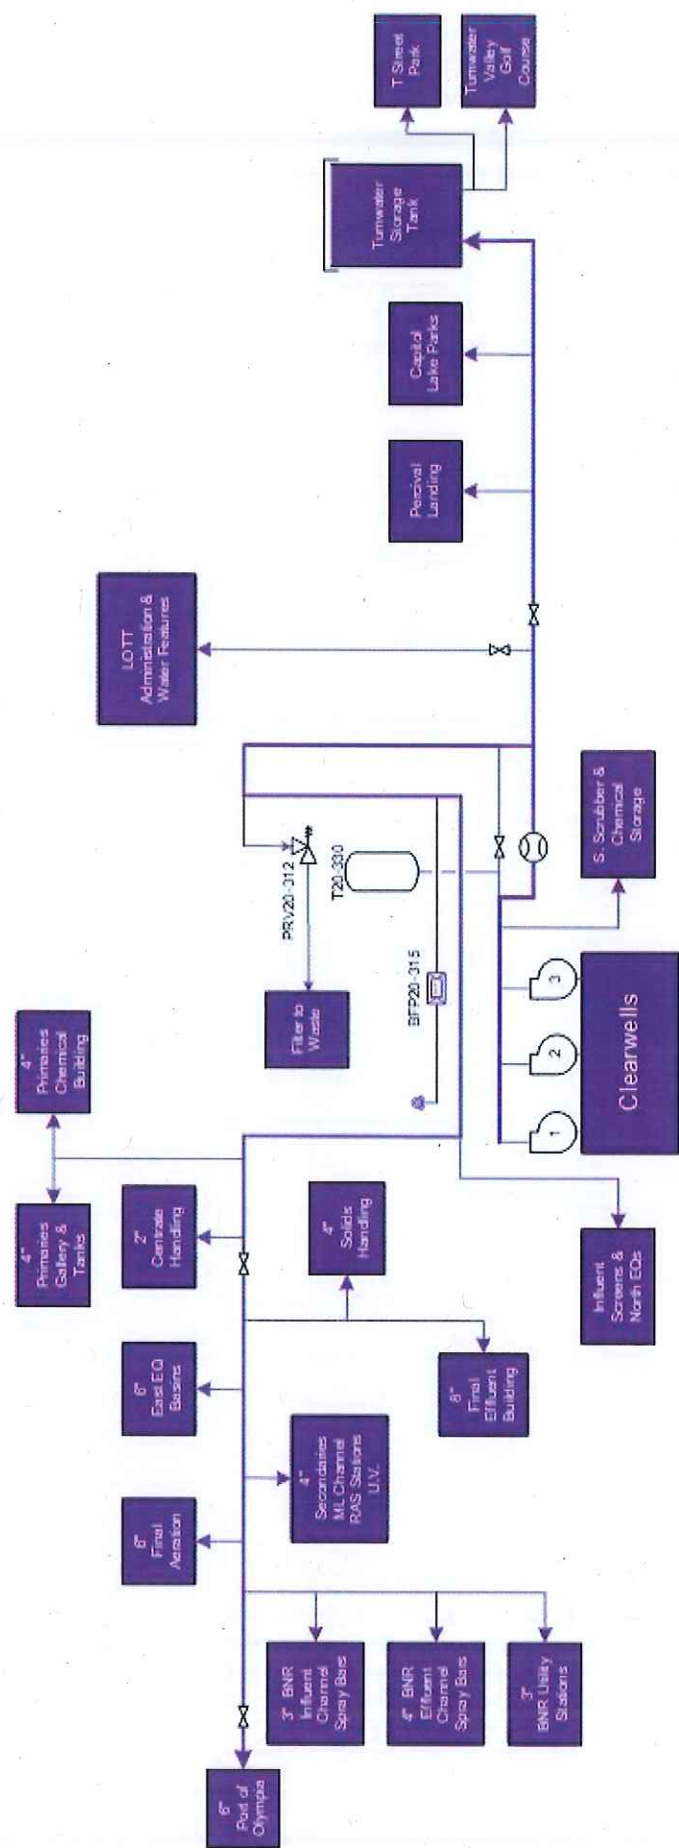 T Street
Park
Tumwater
Valley
Golf
Course
Tumwater
Storage
Tank
Capitol
Lake Parks
Percival
Landing
LOTT
Administration &
Water Features
S. Scrubber &
Chemical
Storage
PRV20-312
T20-330
Filter to
Waste
BFP20-315
3
2
1
Clearwells
4"
Primaries
Chemical
Building
4"
Primaries
Gallery &
Tanks
2"
Centrate
Handling
4"
Solids
Handling
Influent
Screens &
North EQs
6"
East EQ
Basins
8"
Final
Effluent
Building
4"
Secondaries
ML Channel
RAS Stations
U.V.
6"
Final
Aeration
3" BNR
Influent
Channel
Spray Bars
4" BNR
Effluent
Channel
Spray Bars
3"
BNR Utility
Stations
6"
Port of
Olympia